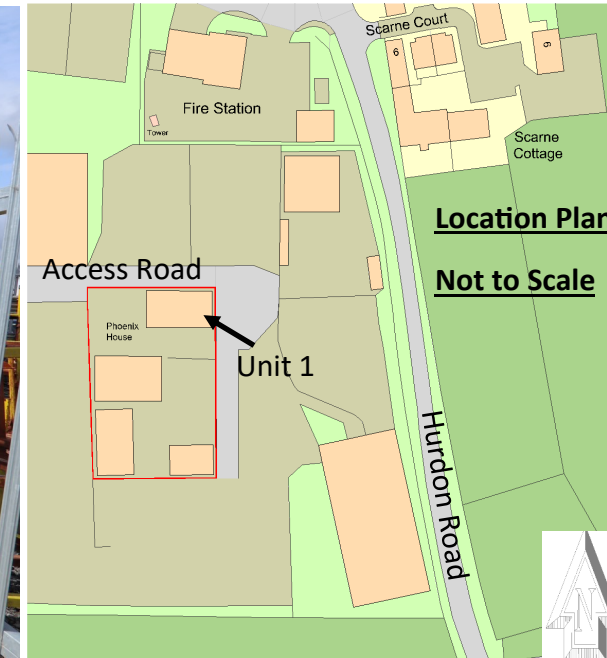 Scarne Court
6
6
Fire Station
Tower
Scarne
Cottage
Location Plan
Not to Scale
Access Road
Phoenix
House
Unit 1
Hurdon Road
N